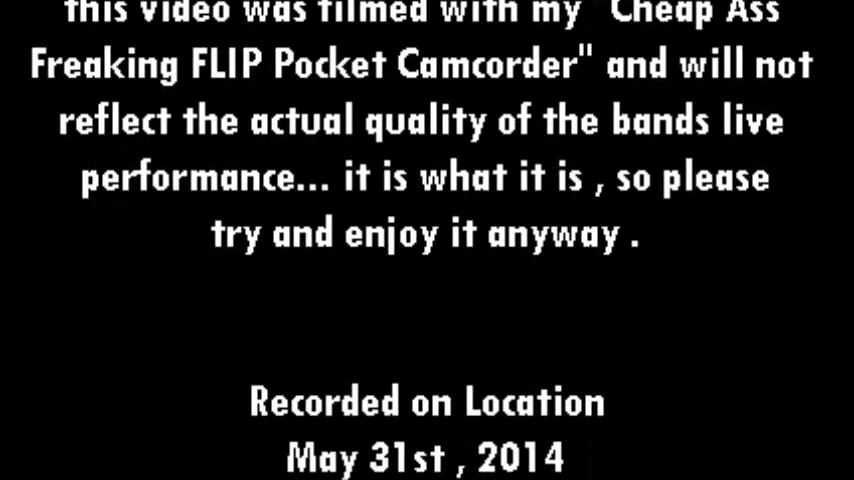 this video was filmed with my "Cheap Ass
Freaking FLIP Pocket Camcorder" and will not
reflect the actual quality of the bands live
performance... it is what it is , so please
try and enjoy it anyway .
Recorded on Location
May 31st , 2014